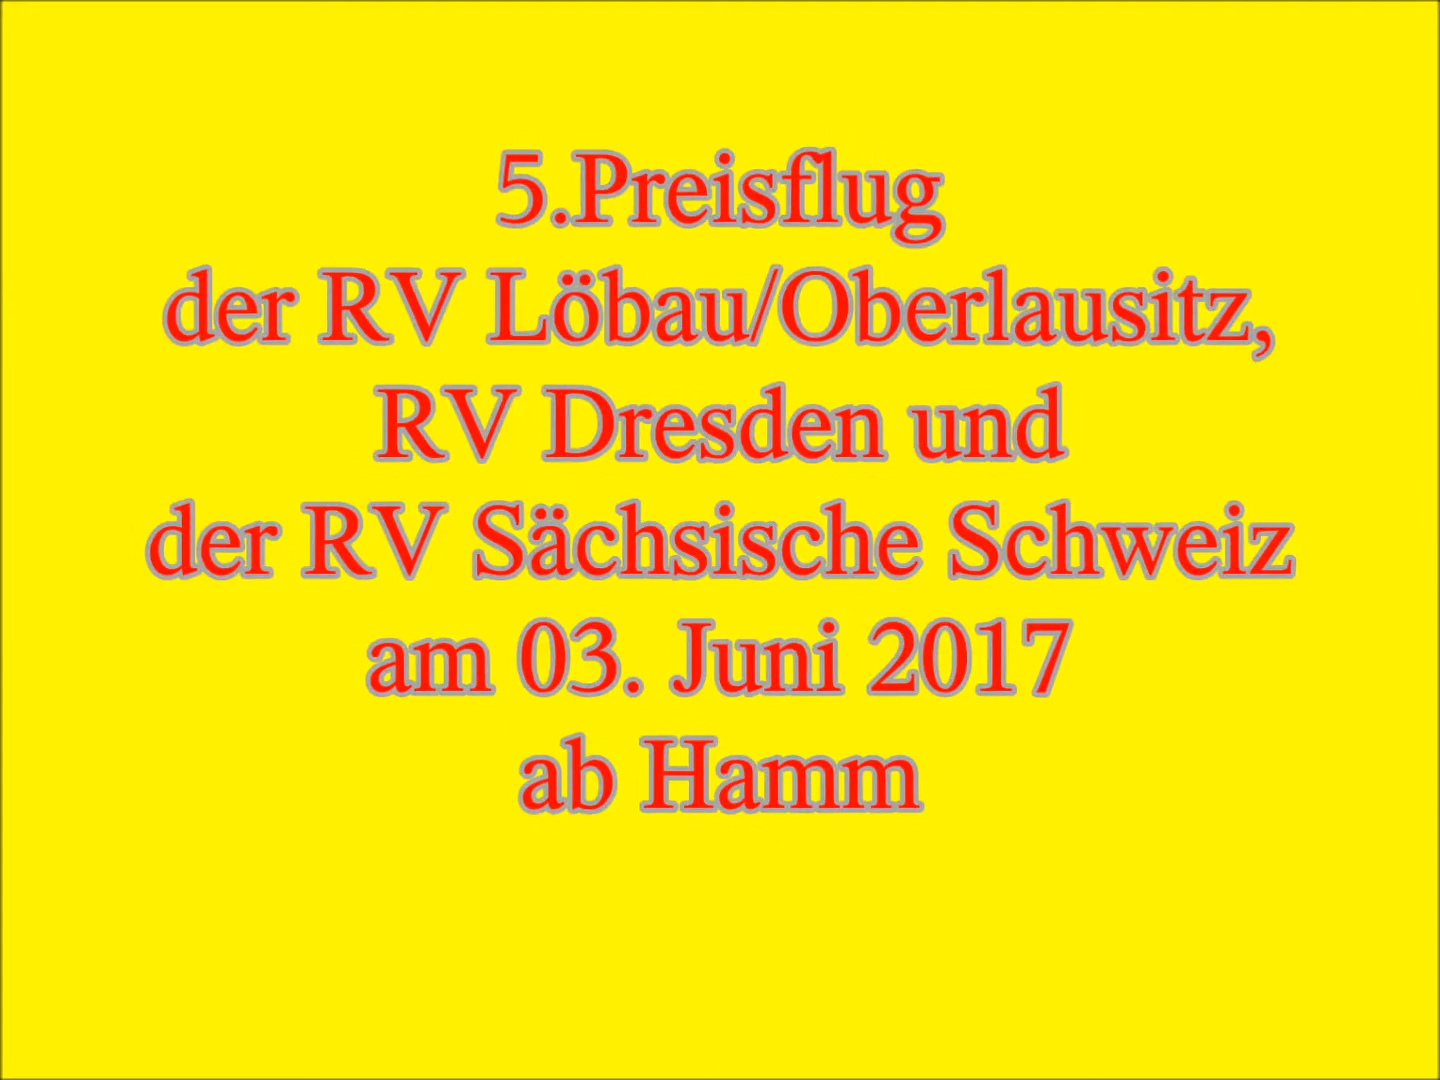 5.Preisflug
der RV Löbau/Oberlausitz,
RV Dresden und
der RV Sächsische Schweiz
am 03. Juni 2017
ab Hamm